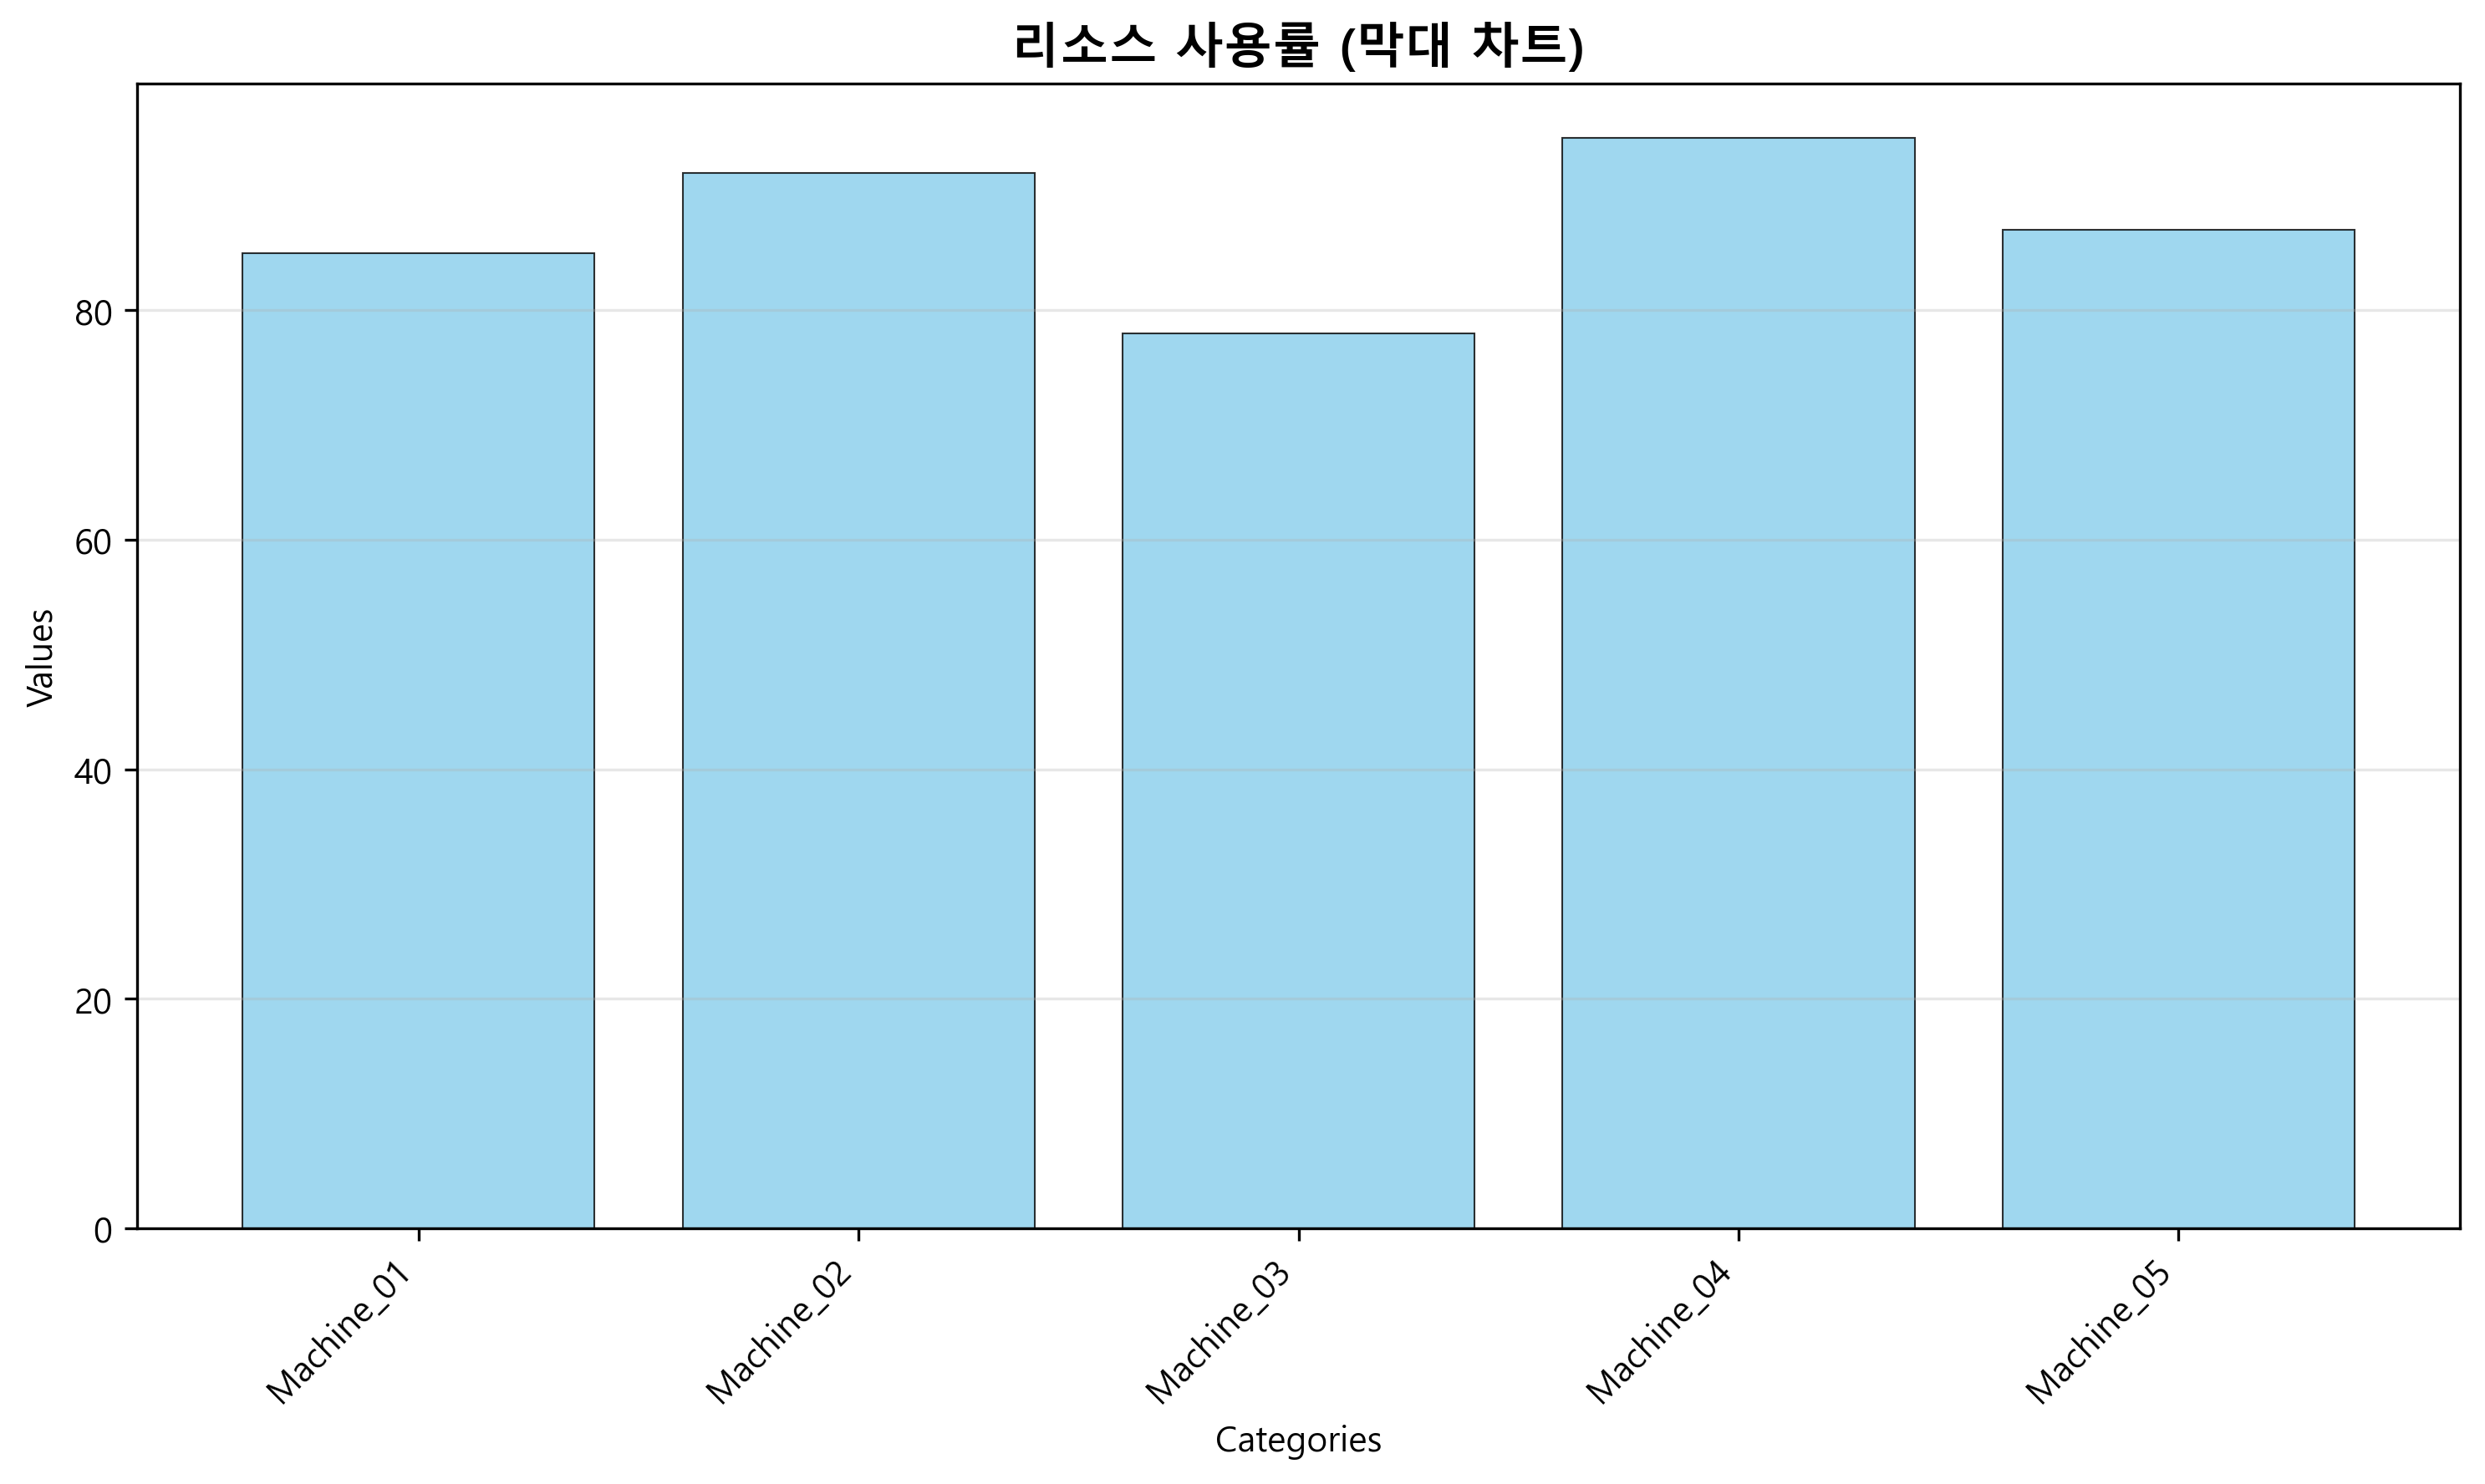 리소스 사용률 (막대 차트)
Values
80
60
40
20
0
Machine_01
Machine_02
Machine_03
Machine_04
Machine_05
Categories